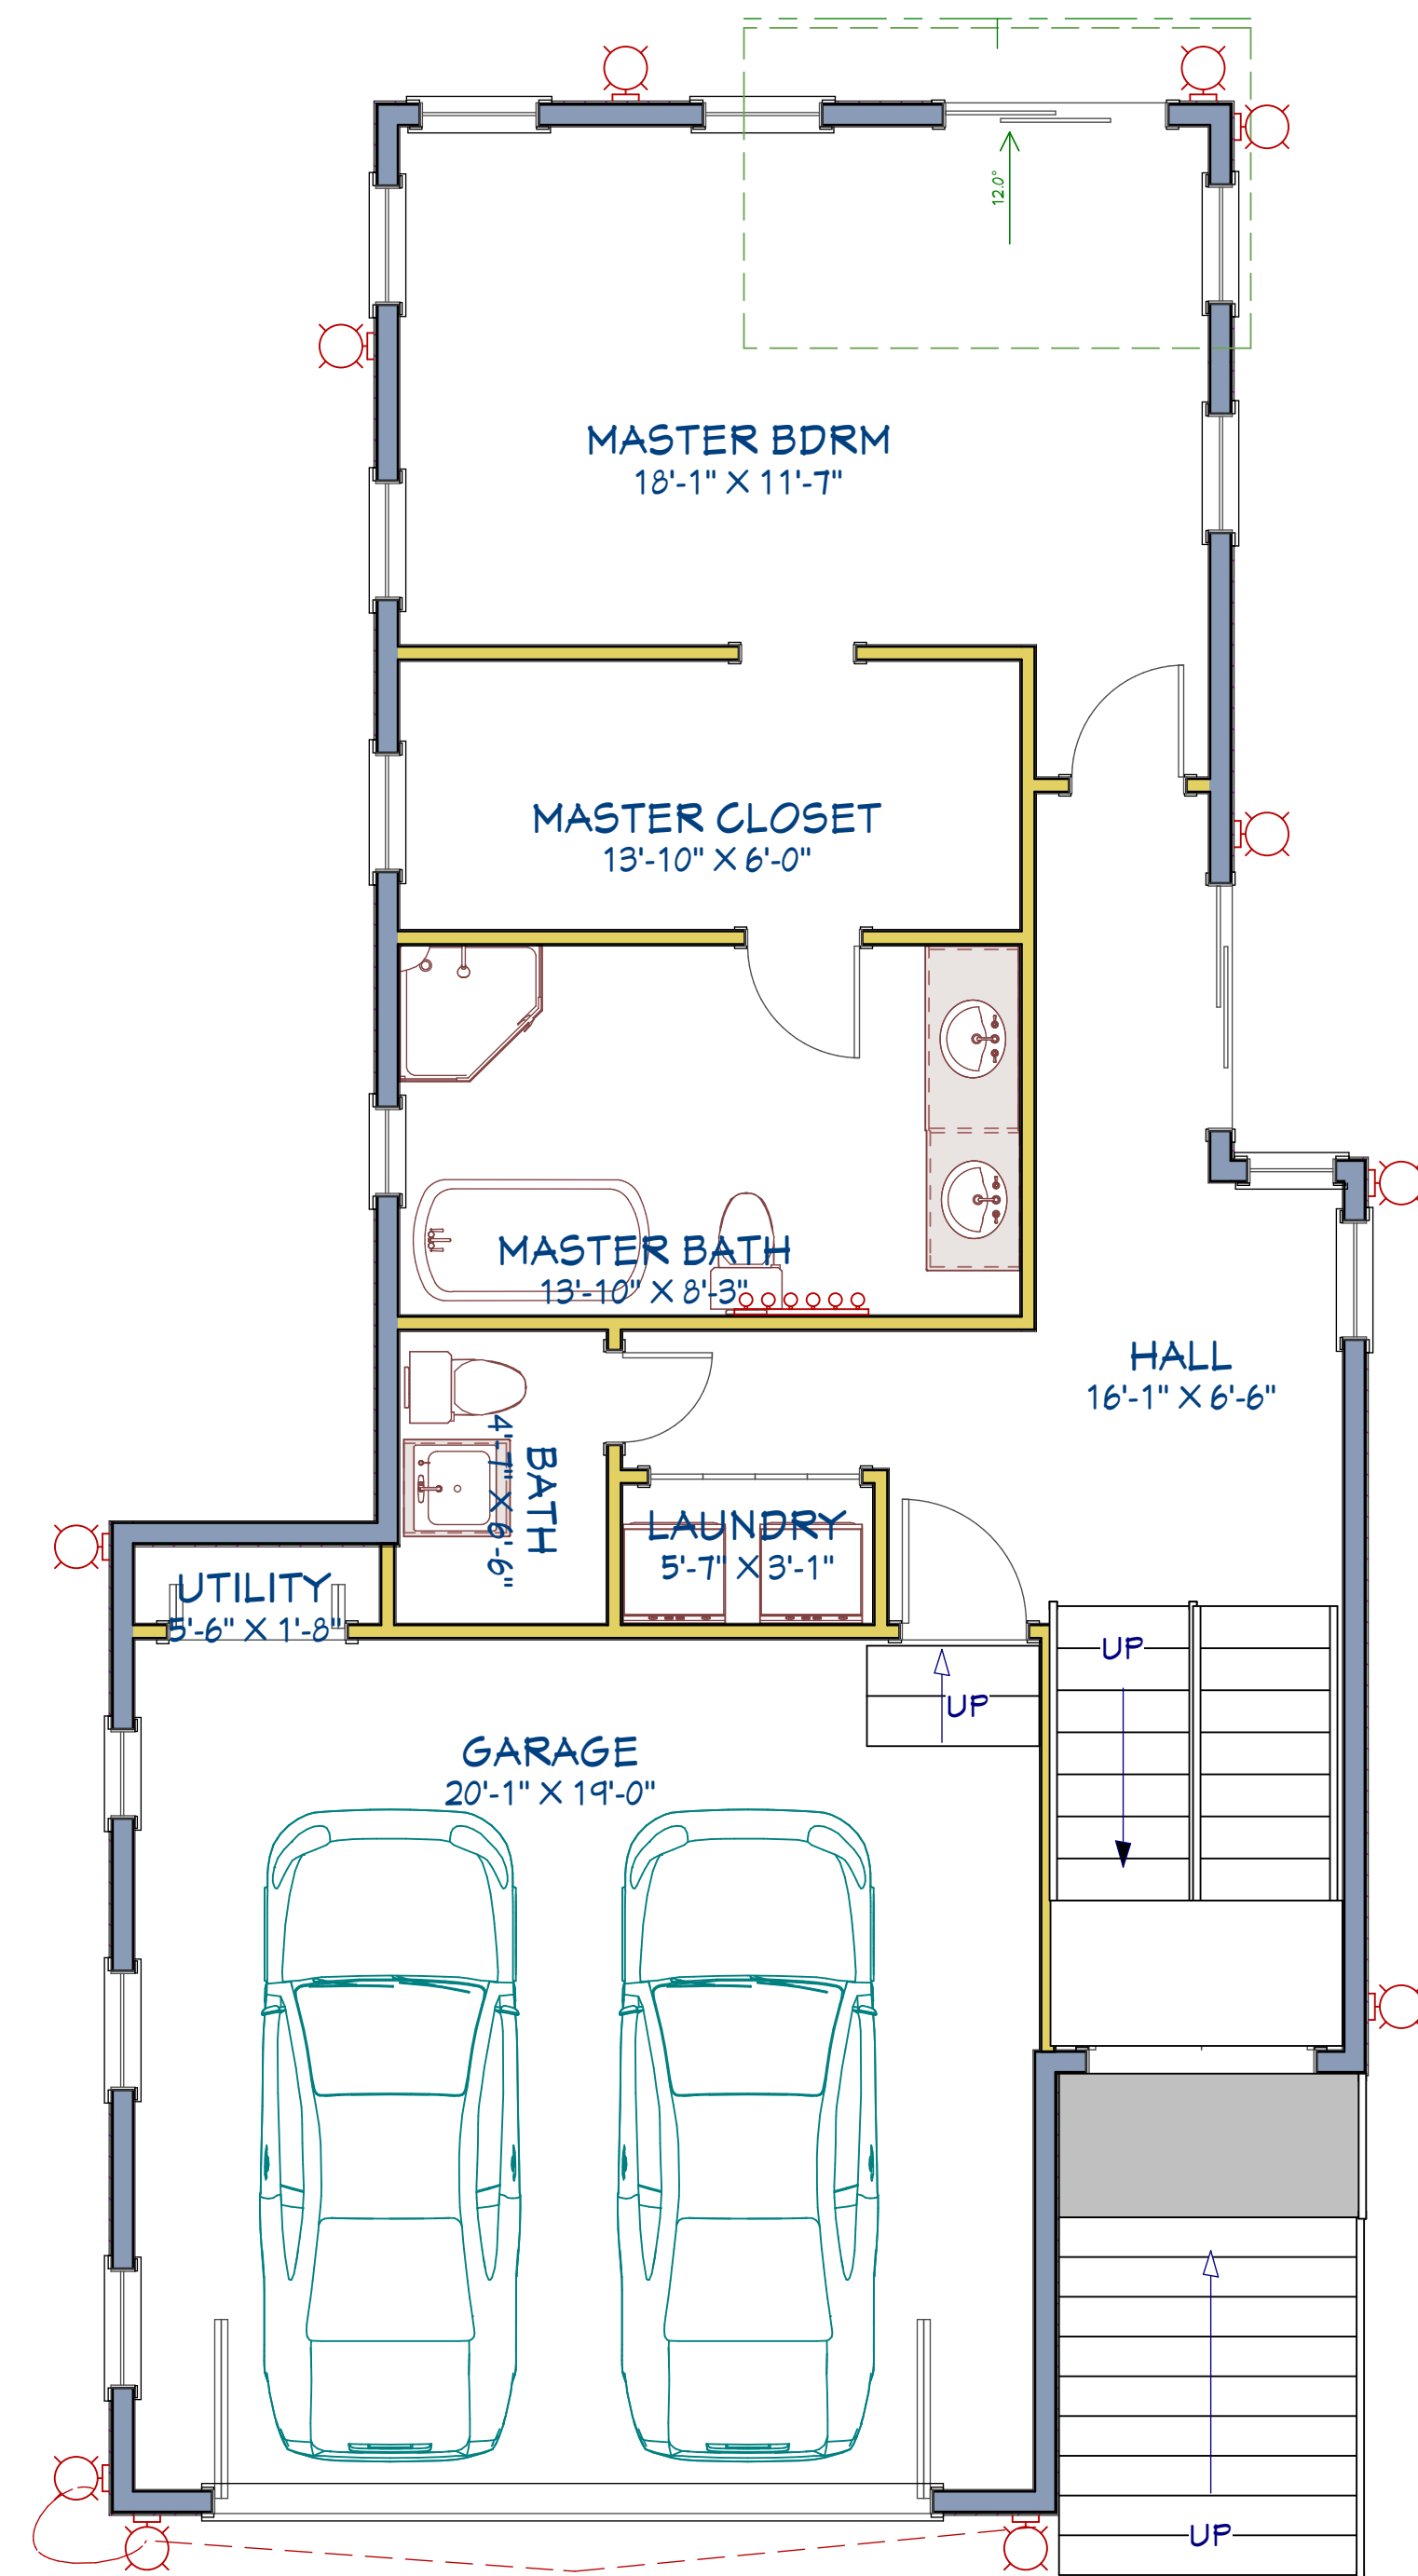 12.0°
MASTER BDRM
18'-1" X 11'-7"
MASTER CLOSET
13'-10" X 6'-0"
MASTER BATH
13'-10" X 8'-3"
HALL
16'-1" X 6'-6"
BATH
4'-7" X 6'-6"
LAUNDRY
5'-7" X 3'-1"
UTILITY
5'-6" X 1'-8"
UP
UP
GARAGE
20'-1" X 19'-0"
UP